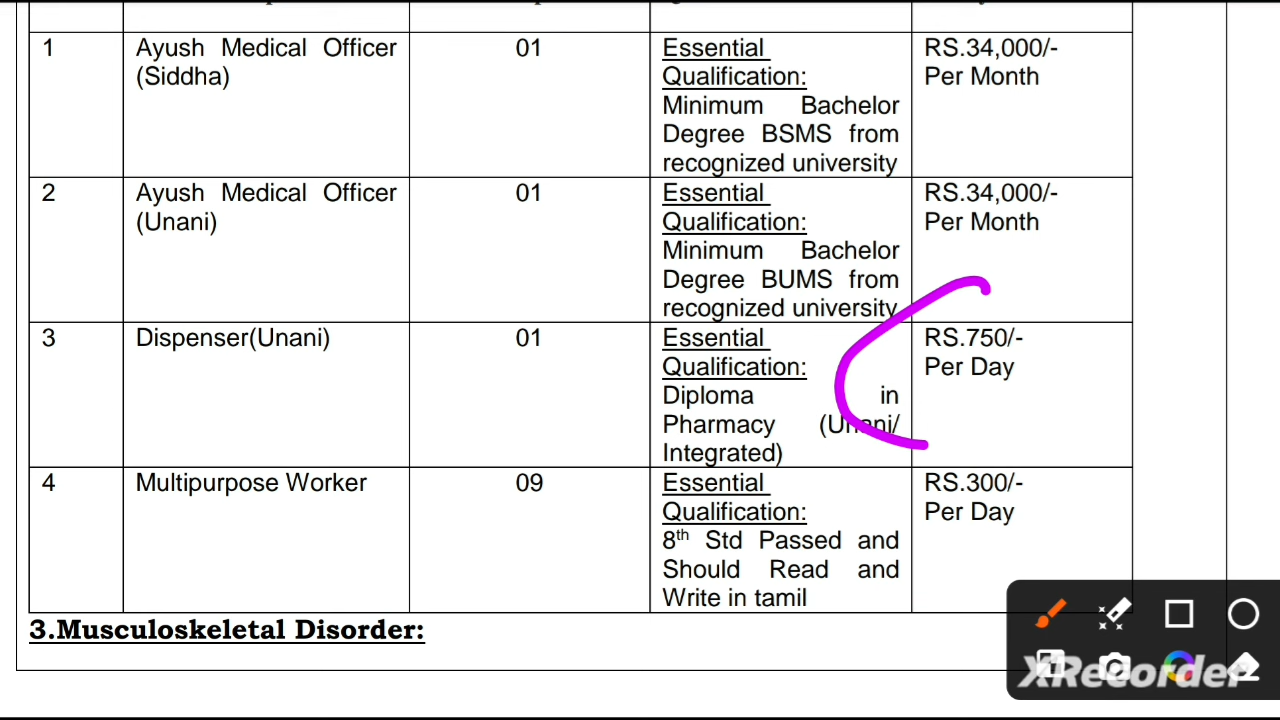 1
Ayush Medical Officer
(Siddha)
01
Essential
Qualification:
Minimum Bachelor
Degree BSMS from
recognized university
RS.34,000/-
Per Month
2
Ayush Medical Officer
(Unani)
01
Essential
Qualification:
Minimum Bachelor
Degree BUMS from
recognized university
RS.34,000/-
Per Month
3
Dispenser(Unani)
01
Essential
Qualification:
Diploma in
Pharmacy (Unani/
Integrated)
RS.750/-
Per Day
4
Multipurpose Worker
09
Essential
Qualification:
8th Std Passed and
Should Read and
Write in tamil
RS.300/-
Per Day
3.Musculoskeletal Disorder:
XRecorder